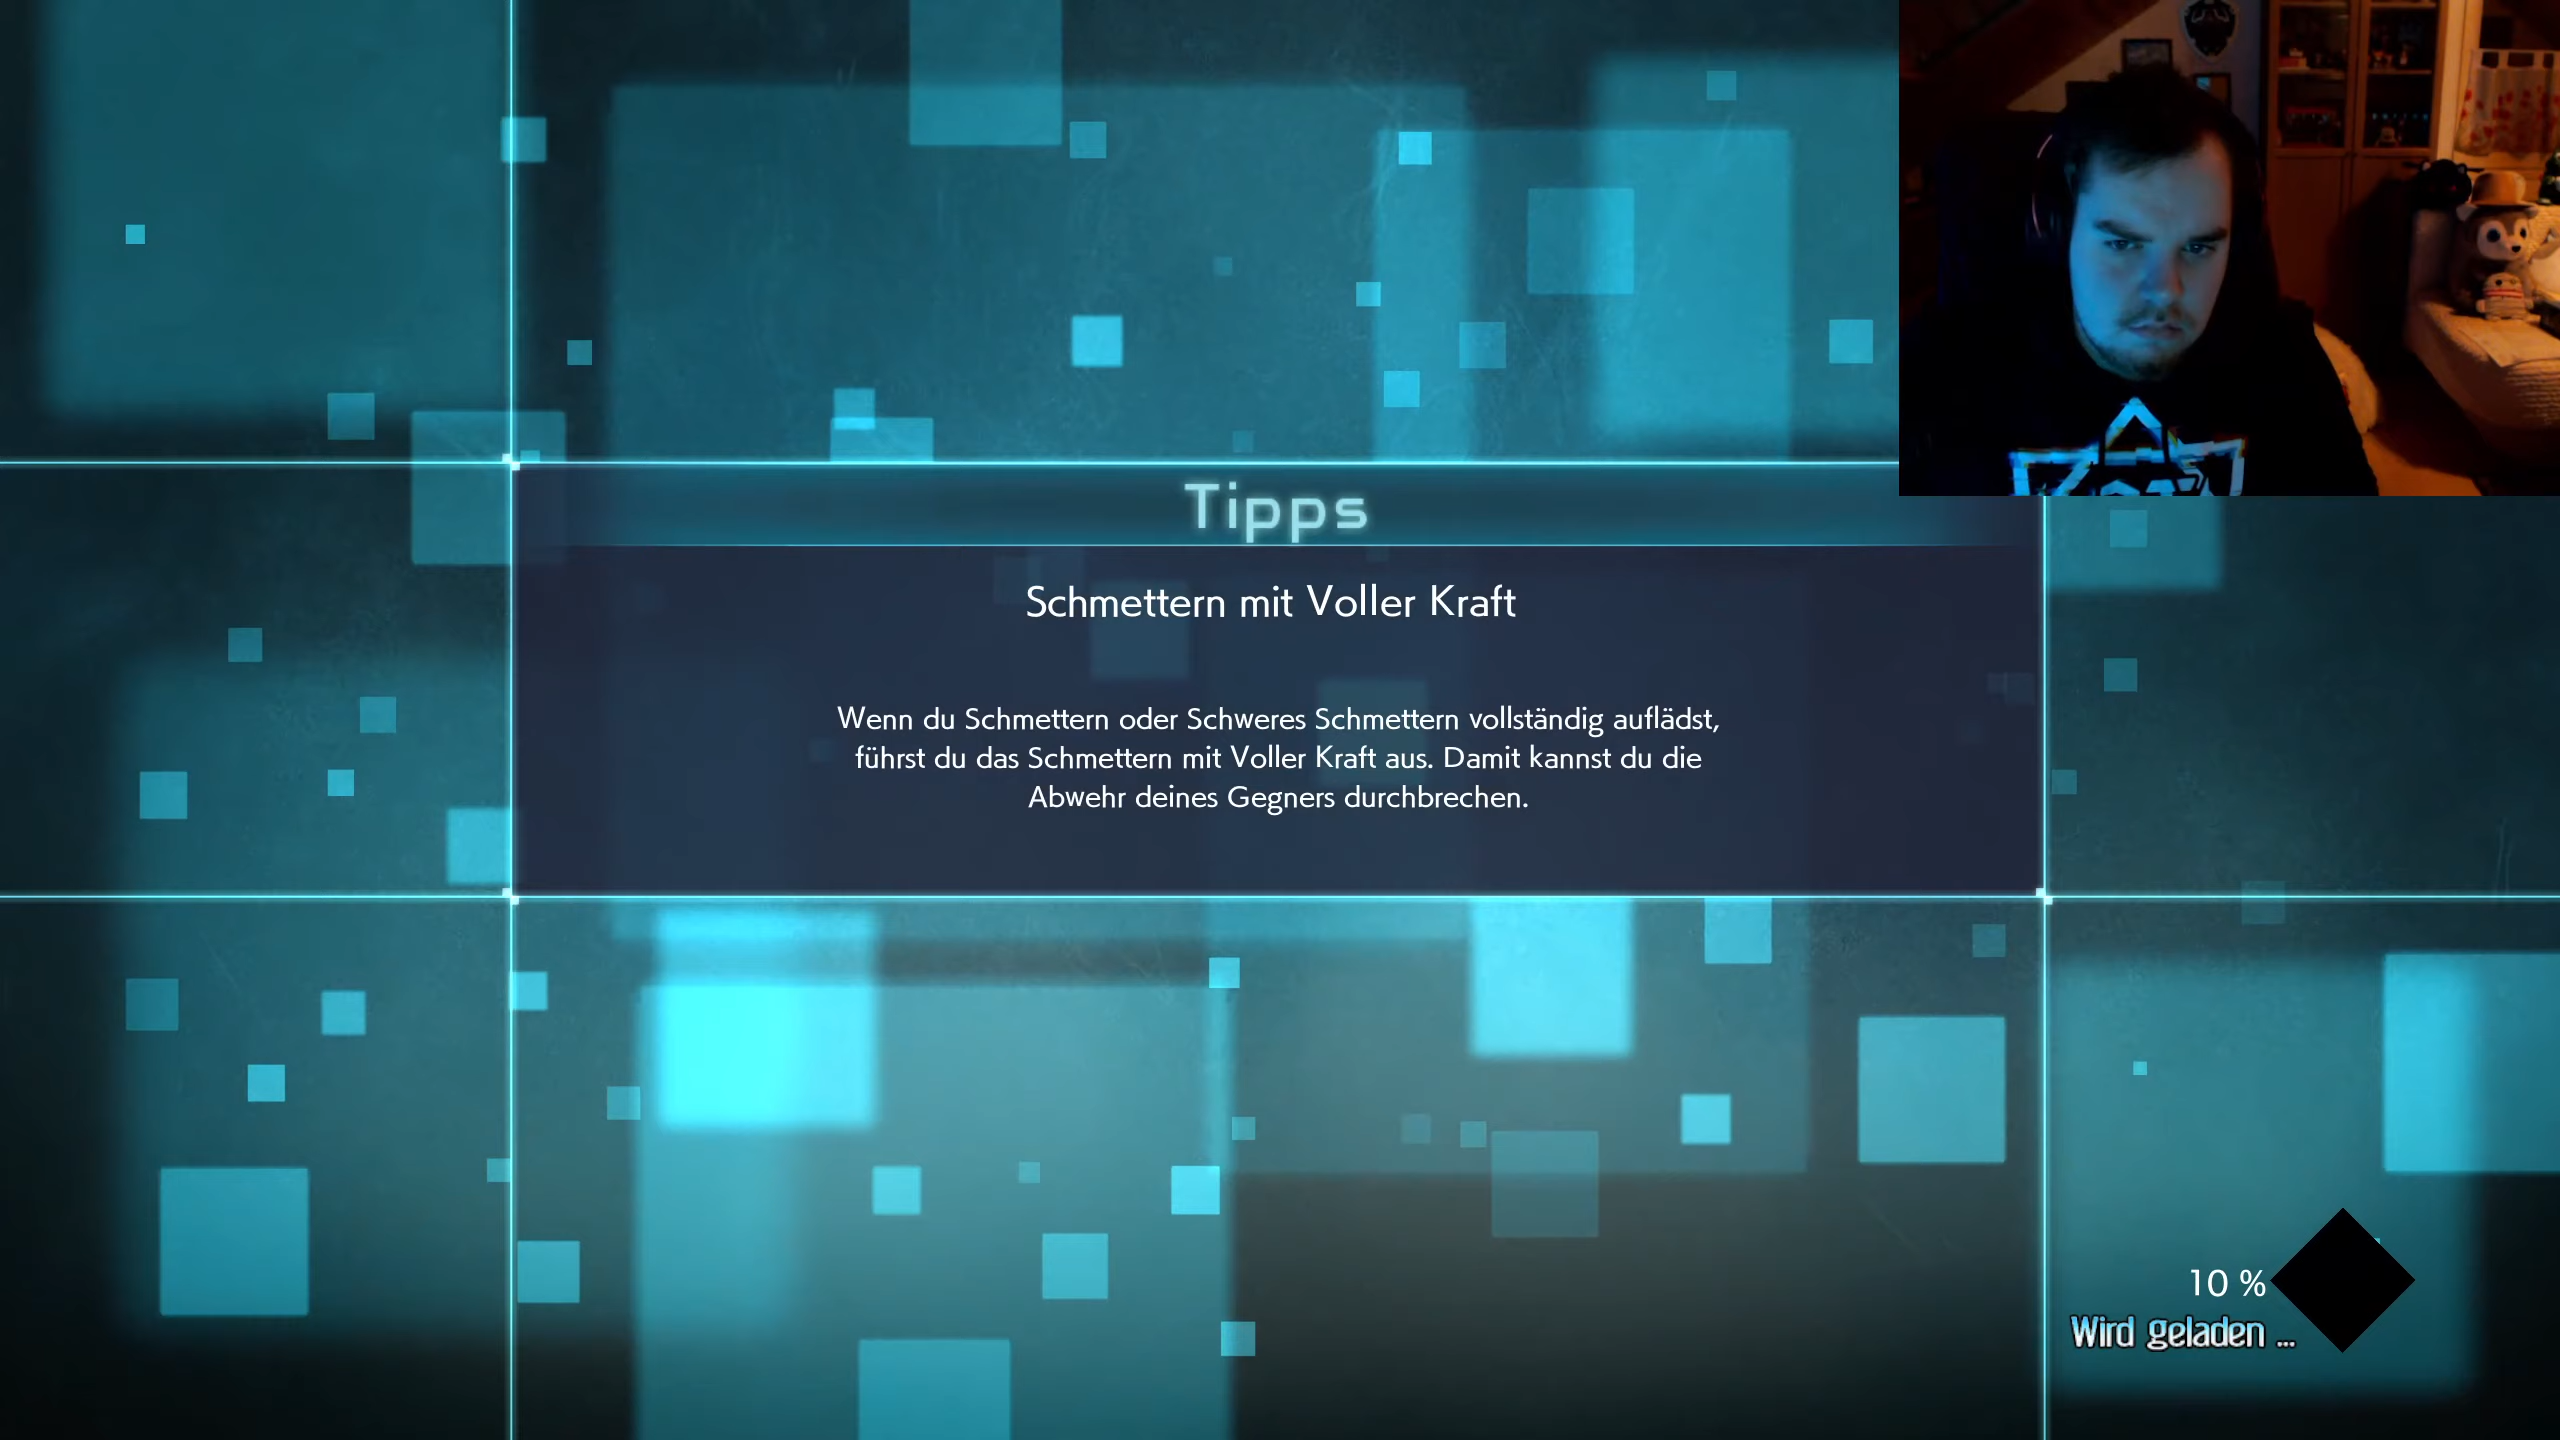 Tipps
Schmettern mit Voller Kraft
Wenn du Schmettern oder Schweres Schmettern vollständig auflädst,
führst du das Schmettern mit Voller Kraft aus. Damit kannst du die
Abwehr deines Gegners durchbrechen.
10 %
Wird geladen ...